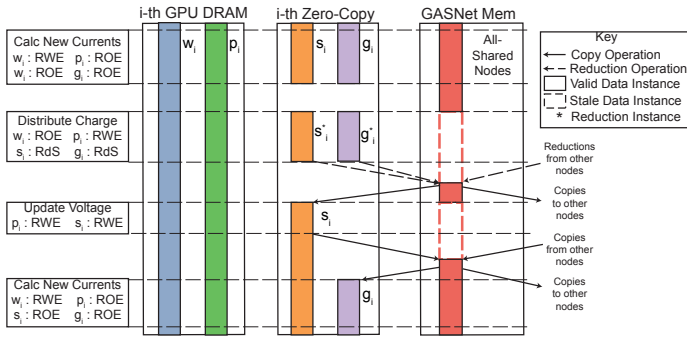 i-th GPU DRAM
i-th Zero-Copy
GASNet Mem
Calc New Currents
wᵢ : RWE pᵢ : ROE
wᵢ : ROE gᵢ : ROE
wᵢ
pᵢ
sᵢ
gᵢ
All-
Shared
Nodes
Key
Copy Operation
Reduction Operation
Valid Data Instance
Stale Data Instance
* Reduction Instance
Distribute Charge
wᵢ : ROE pᵢ : RWE
sᵢ : RdS gᵢ : RdS
s*ᵢ
g*ᵢ
Reductions
from other
nodes
Copies
to other
nodes
Update Voltage
pᵢ : RWE sᵢ : RWE
sᵢ
Copies from
other nodes
Copies
to other
nodes
Calc New Currents
wᵢ : RWE pᵢ : ROE
sᵢ : ROE gᵢ : ROE
gᵢ